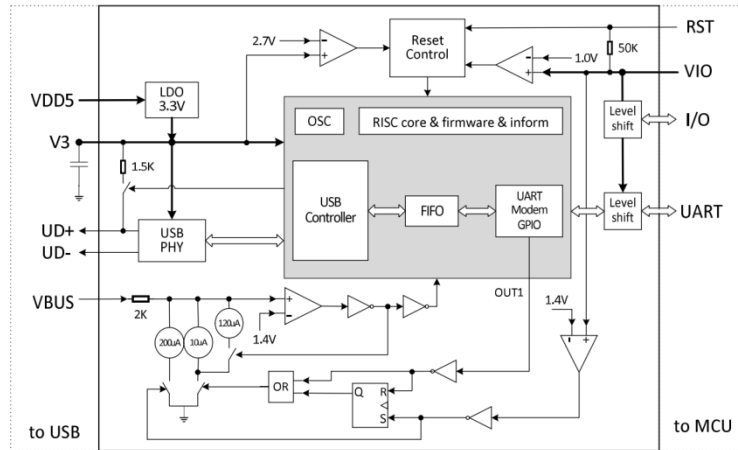 2.7V
Reset
Control
RST
50K
1.0V
VIO
VDD5
LDO
3.3V
V3
1.5K
OSC
RISC core & firmware & inform
Level
shift
I/O
USB
Controller
FIFO
UART
Modem
GPIO
Level
shift
UART
UD+
UD-
USB
PHY
OUT1
VBUS
2K
120uA
1.4V
1.4V
200uA
10uA
OR
Q
R
S
to USB
to MCU